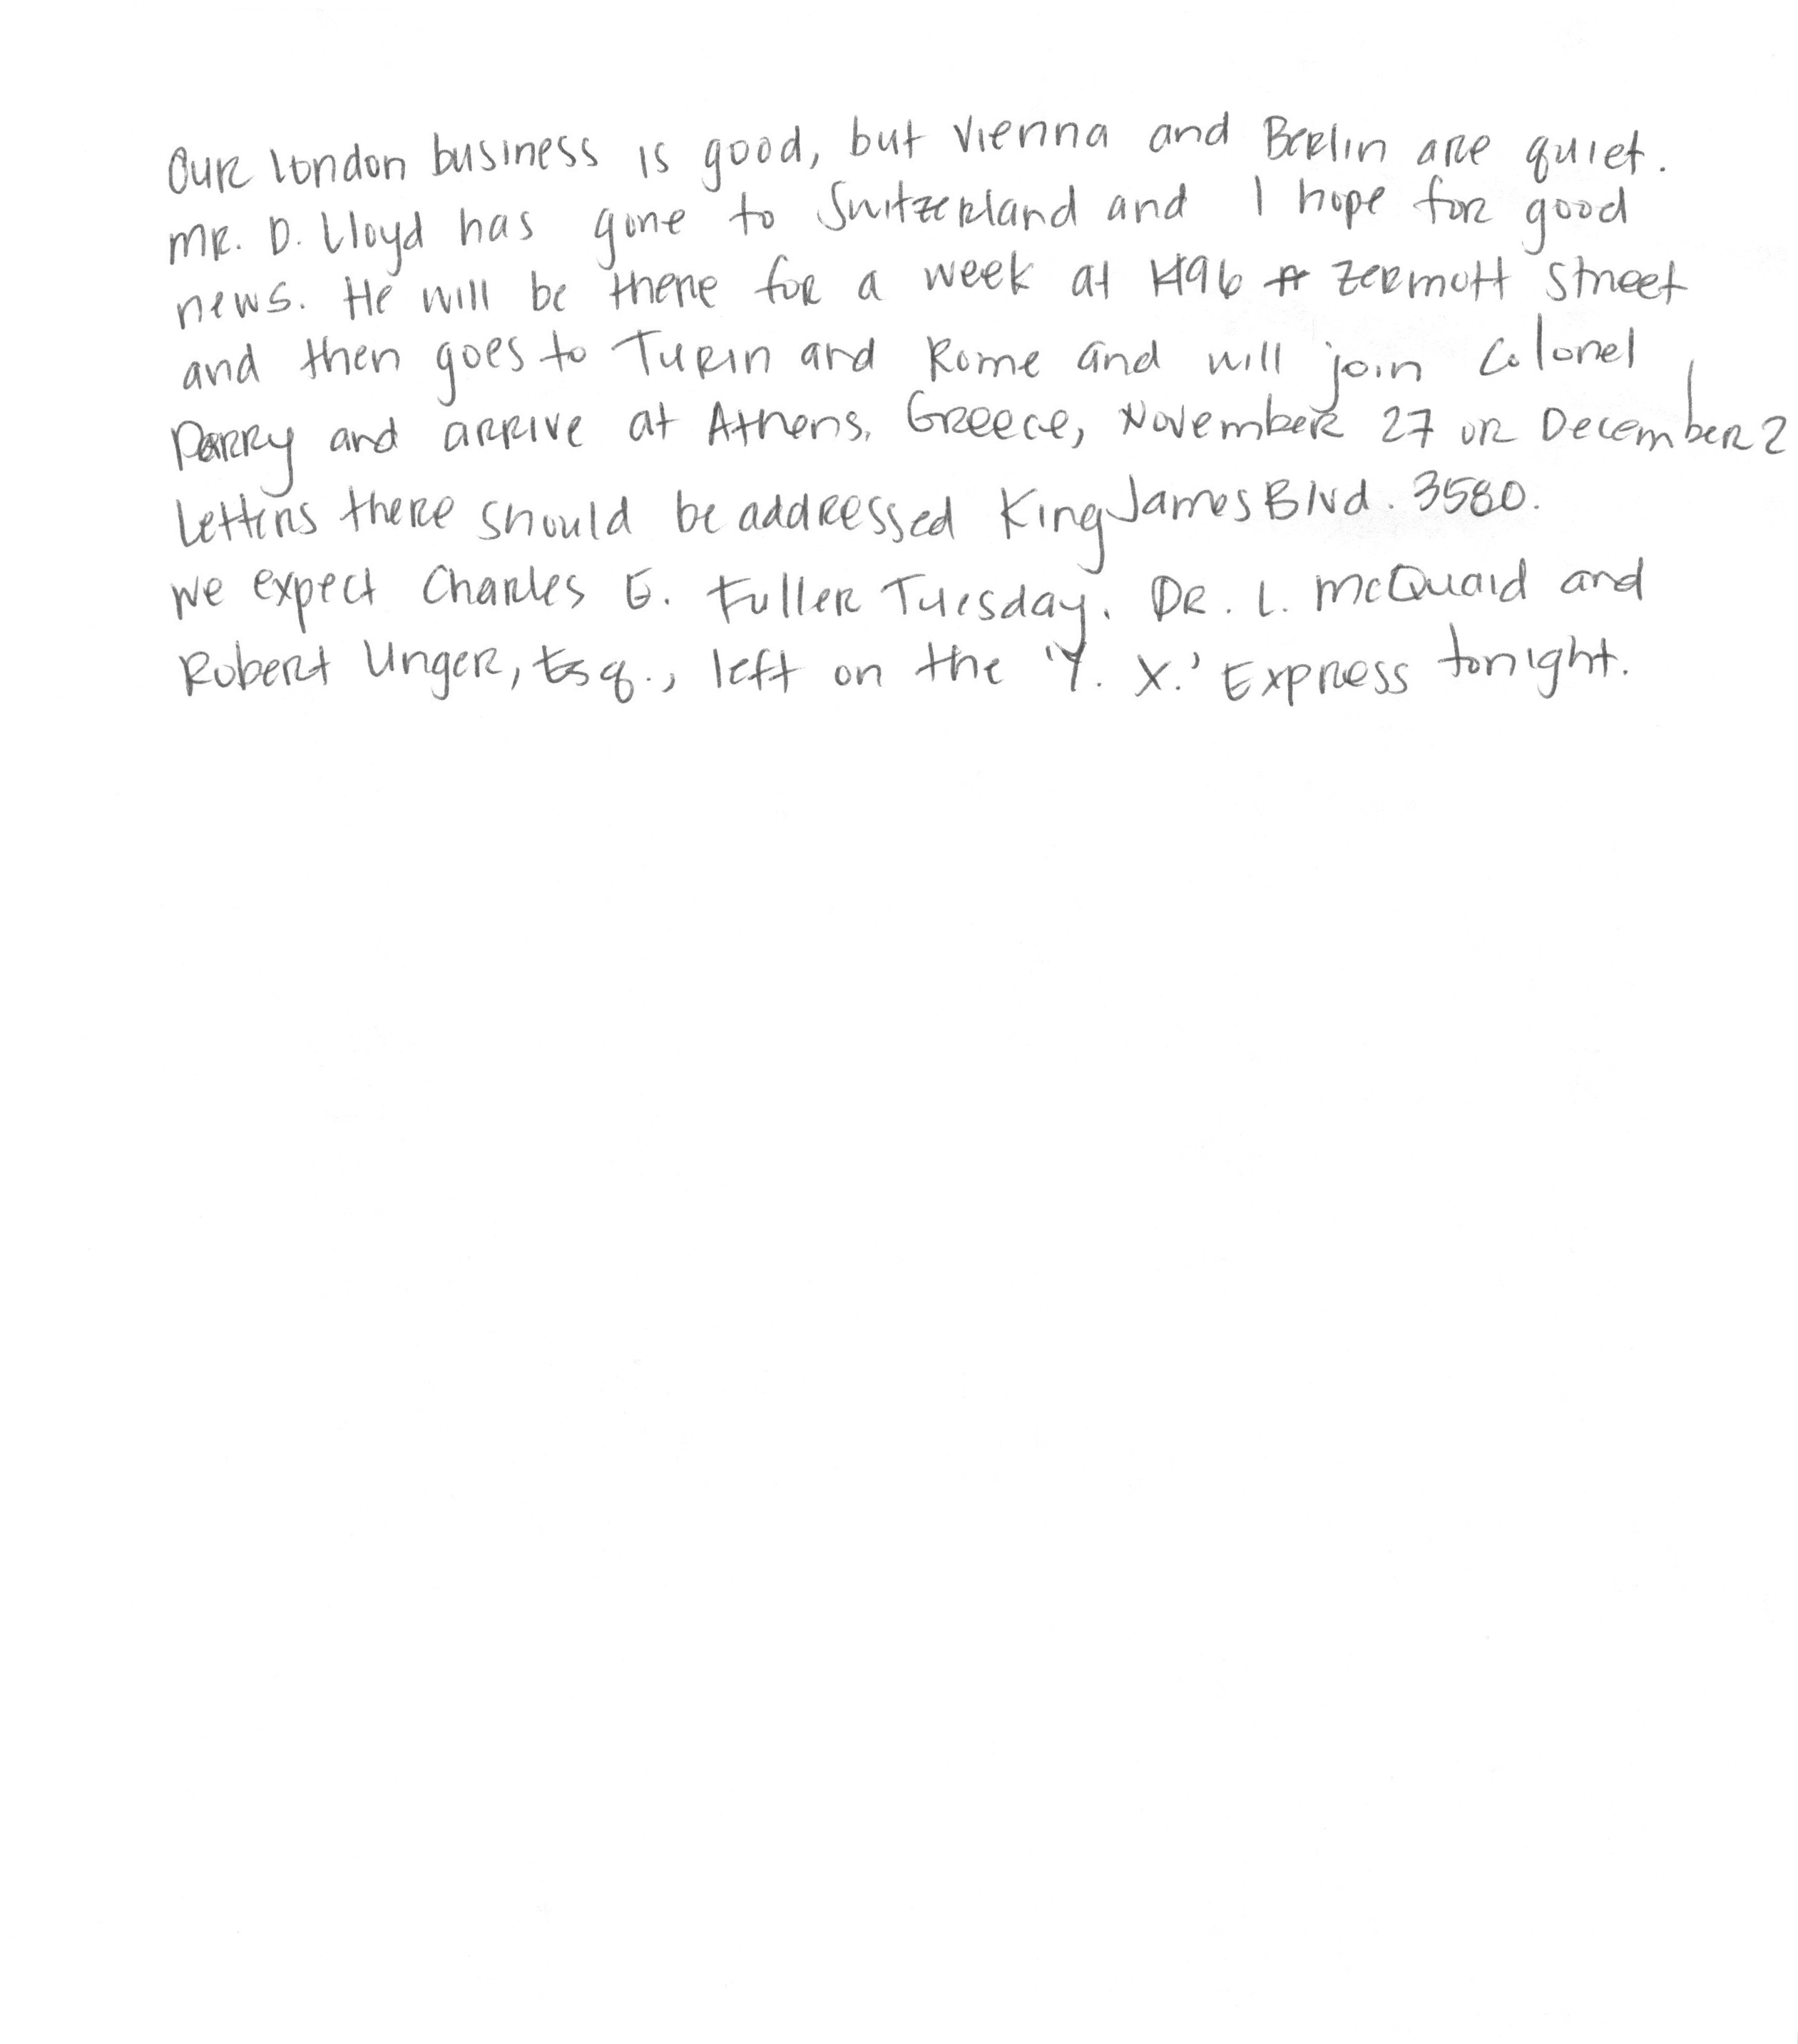 Our London business is good, but Vienna and Berlin are quiet.
Mr. D. Lloyd has gone to Switzerland and I hope for good
news. He will be there for a week at 1496 Zermott Street
and then goes to Turin and Rome and will join Colonel
Parry and arrive at Athens, Greece, November 27 or December 2
Letters there should be addressed King James Blvd. 3580.
We expect Charles E. Fuller Tuesday. Dr. L. McQuaid and
Robert Unger, Esq., left on the 'Y. X.' Express tonight.